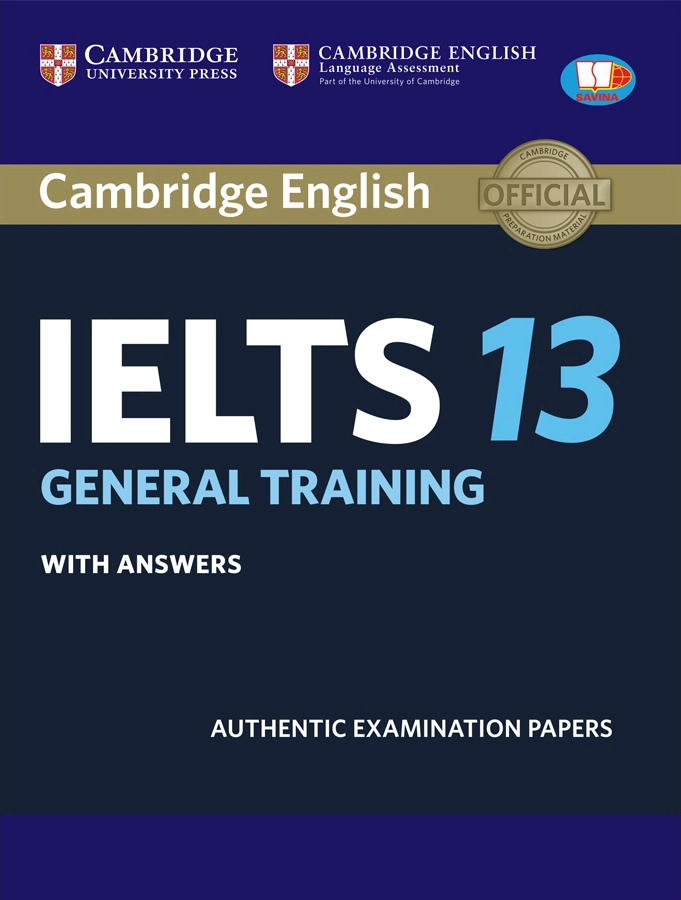 CAMBRIDGE
UNIVERSITY PRESS
CAMBRIDGE ENGLISH
Language Assessment
Part of the University of Cambridge
SAVINA
Cambridge English
CAMBRIDGE
OFFICIAL
PREPARATION MATERIAL
IELTS 13
GENERAL TRAINING
WITH ANSWERS
AUTHENTIC EXAMINATION PAPERS